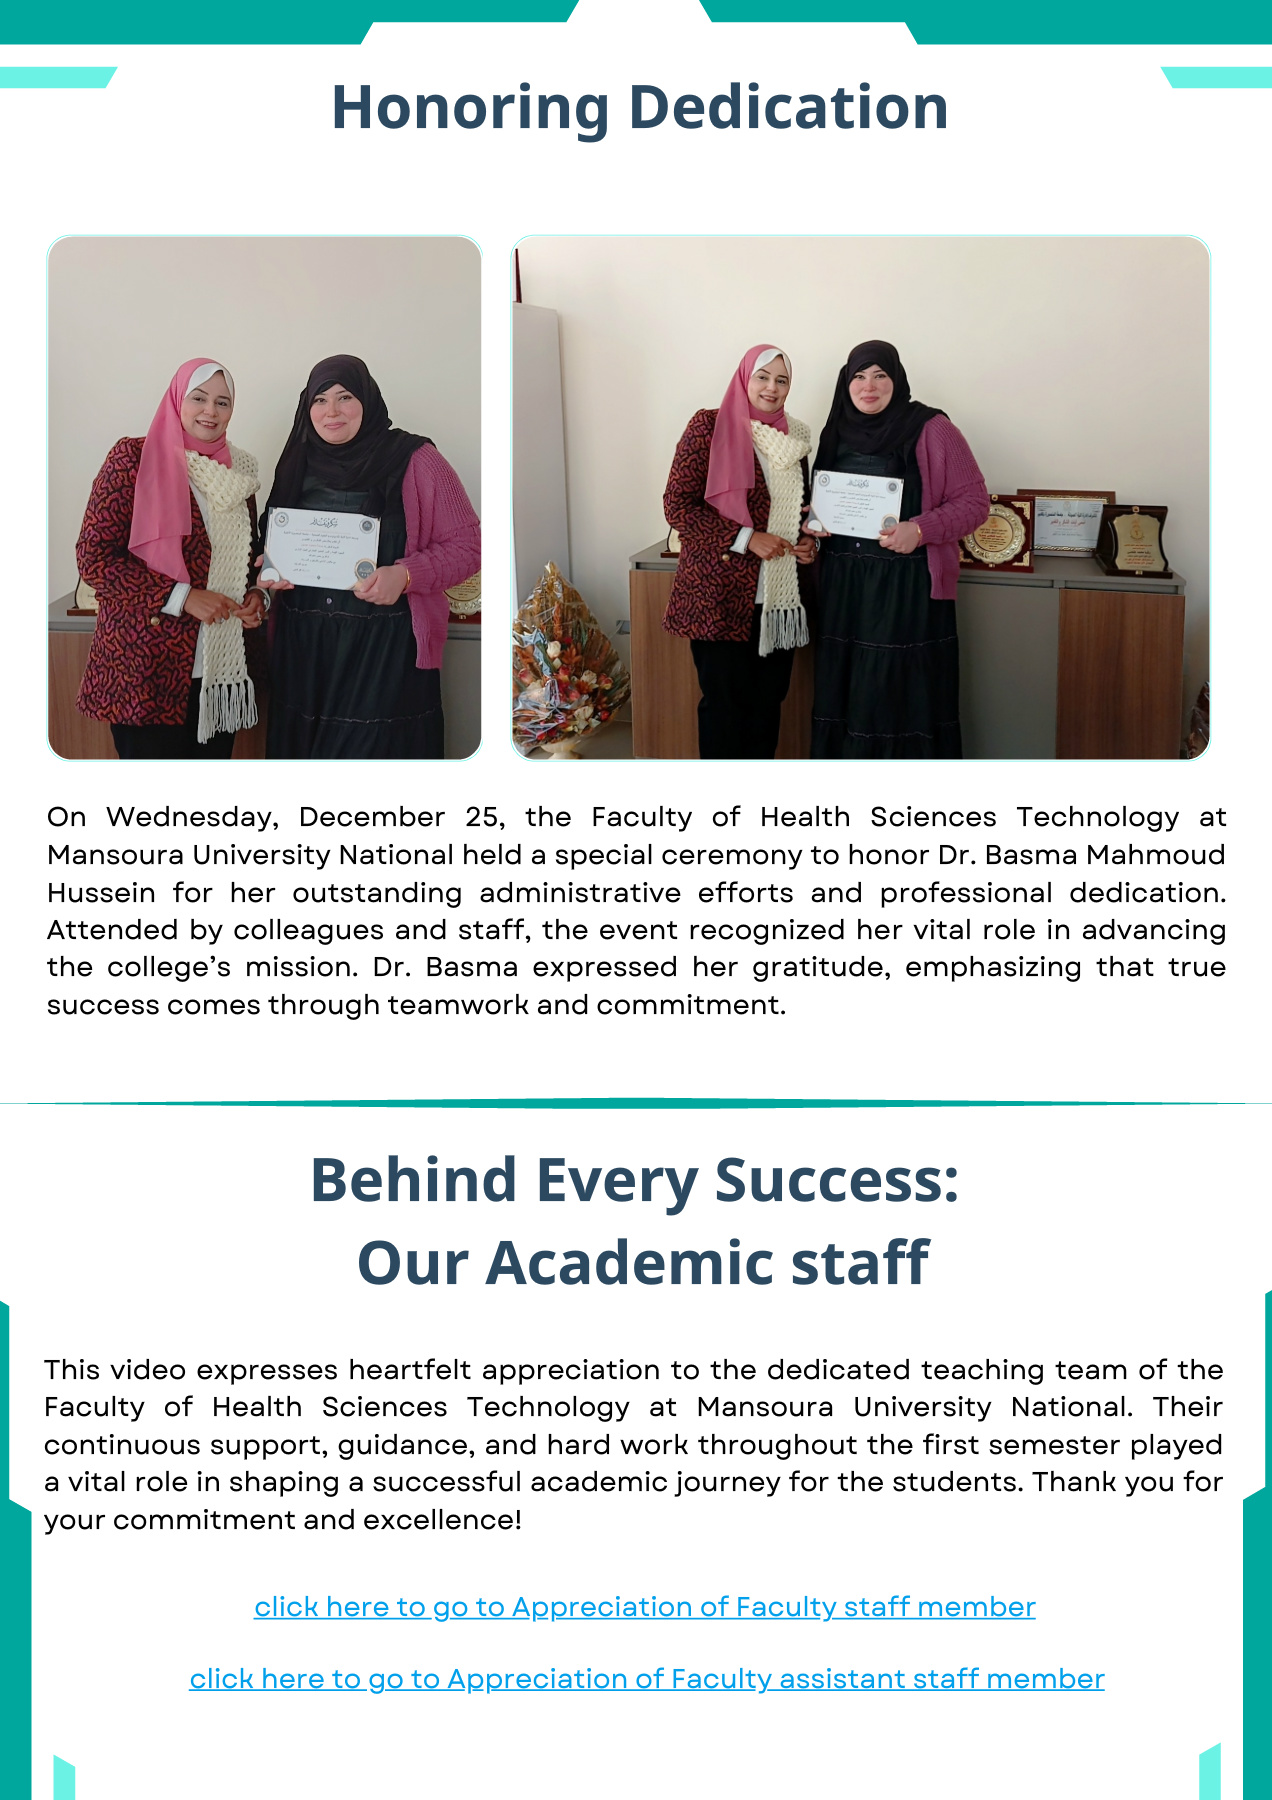 Honoring Dedication
On Wednesday, December 25, the Faculty of Health Sciences Technology at
Mansoura University National held a special ceremony to honor Dr. Basma Mahmoud
Hussein for her outstanding administrative efforts and professional dedication.
Attended by colleagues and staff, the event recognized her vital role in advancing
the college’s mission. Dr. Basma expressed her gratitude, emphasizing that true
success comes through teamwork and commitment.
Behind Every Success:
Our Academic staff
This video expresses heartfelt appreciation to the dedicated teaching team of the
Faculty of Health Sciences Technology at Mansoura University National. Their
continuous support, guidance, and hard work throughout the first semester played
a vital role in shaping a successful academic journey for the students. Thank you for
your commitment and excellence!
click here to go to Appreciation of Faculty staff member
click here to go to Appreciation of Faculty assistant staff member